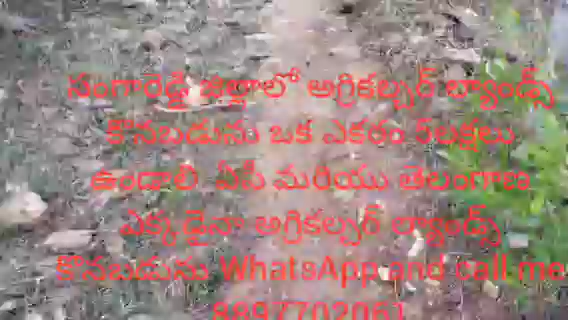 సంగారెడ్డి జిల్లాలో అగ్రికల్చర్ ల్యాండ్స్
కొనబడును ఒక ఎకరం 5లక్షలు
ఉండాలి ఏపీ మరియు తెలంగాణ
ఎక్కడైనా అగ్రికల్చర్ ల్యాండ్స్
కొనబడును WhatsApp and call me
8897702061